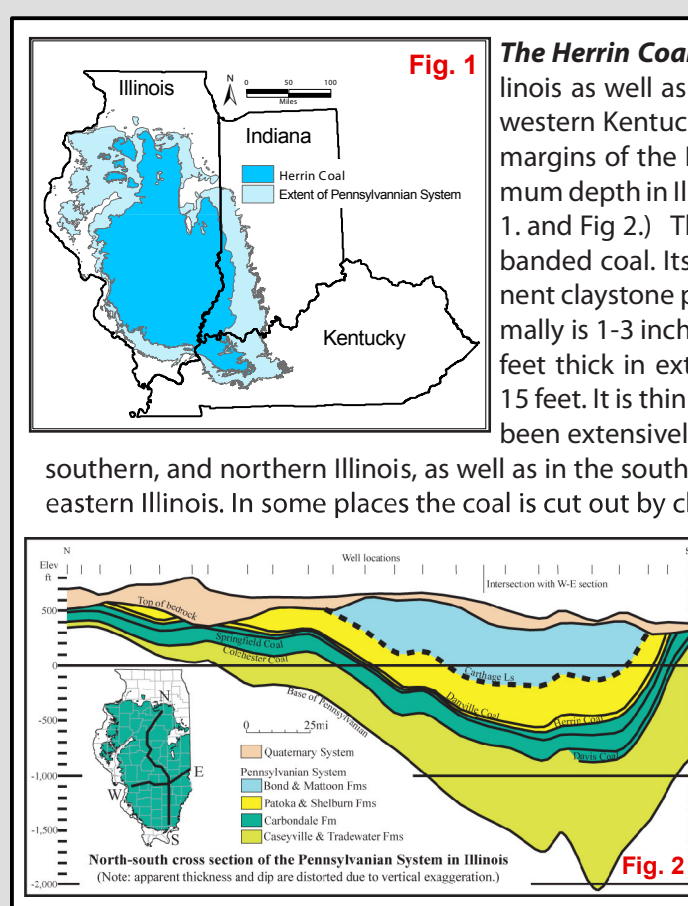 Fig. 1
Illinois
N
0 50 100
Miles
Indiana
Herrin Coal
Extent of Pennsylvannian System
Kentucky
The Herrin Coal
linois as well as
western Kentuc
margins of the
mum depth in Il
1. and Fig 2.) Th
banded coal. Its
nent claystone p
mally is 1-3 inch
feet thick in ext
15 feet. It is thin
been extensivel
southern, and northern Illinois, as well as in the south
eastern Illinois. In some places the coal is cut out by cl
N
S
Elev
ft
Well locations
Intersection with W-E section
500
0
-500
-1,000
-1,500
-2,000
Top of bedrock
Springfield Coal
Colchester Coal
Base of Pennsylvanian
Carthage Ls
Danville Coal
Herrin Coal
Davis Coal
N
W
E
S
0 25mi
Quaternary System
Pennsylvanian System
Bond & Mattoon Fms
Patoka & Shelburn Fms
Carbondale Fm
Caseyville & Tradewater Fms
North-south cross section of the Pennsylvanian System in Illinois
(Note: apparent thickness and dip are distorted due to vertical exaggeration.)
Fig. 2